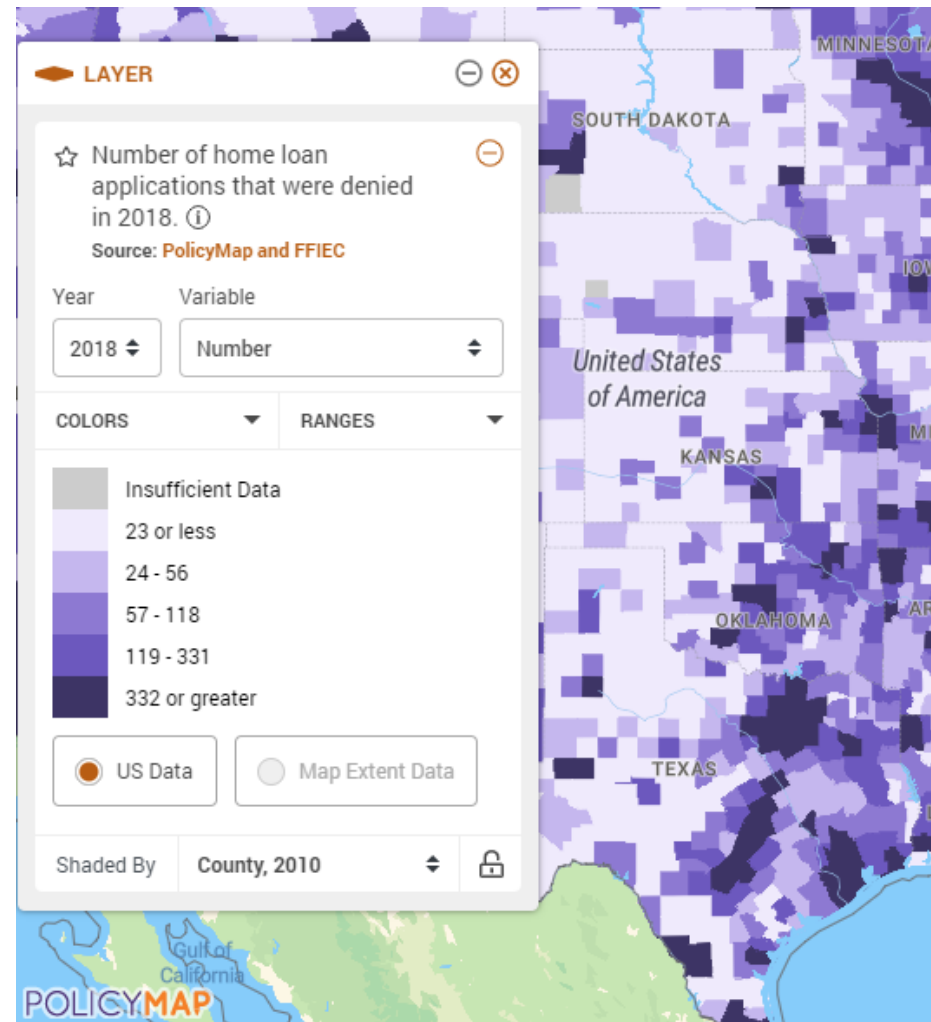 LAYER
Number of home loan
applications that were denied
in 2018.
Source: PolicyMap and FFIEC
Year Variable
2018 Number
COLORS RANGES
Insufficient Data
23 or less
24 - 56
57 - 118
119 - 331
332 or greater
US Data Map Extent Data
Shaded By County, 2010
MINNESOTA
SOUTH DAKOTA
IOW
United States
of America
MI
KANSAS
AR
OKLAHOMA
TEXAS
Gulf of
California
POLICYMAP